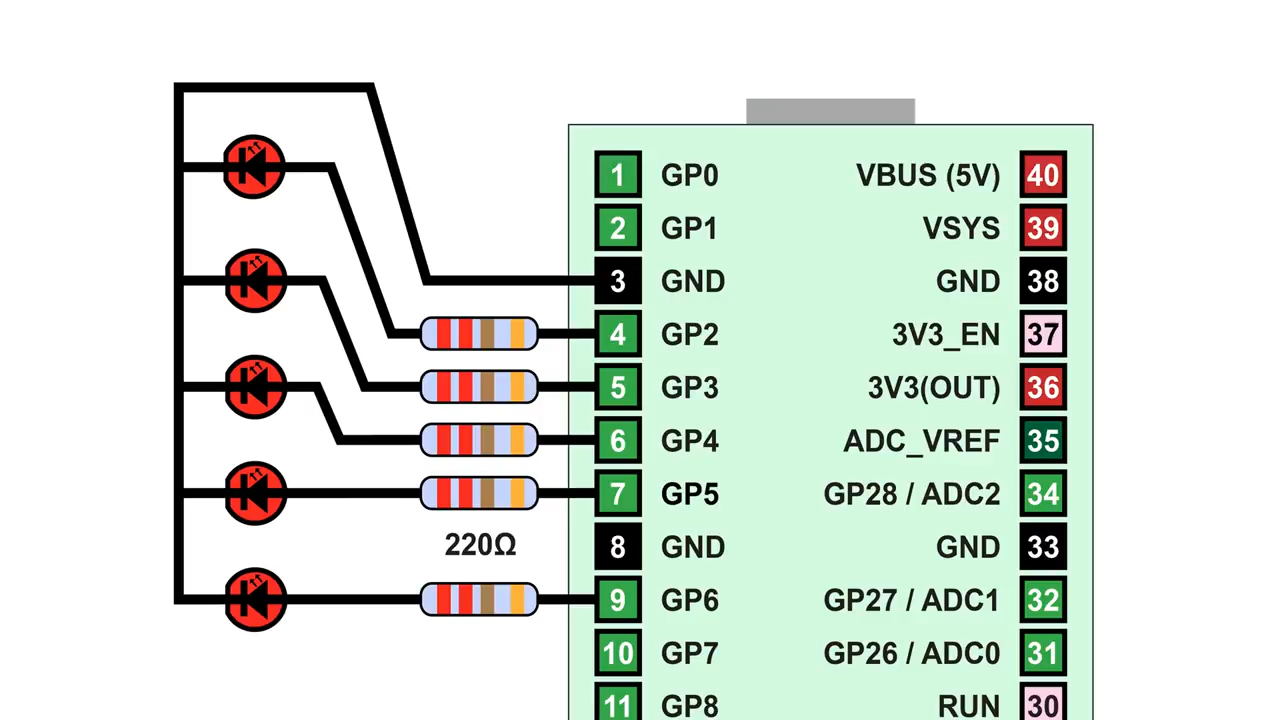 1 GP0 VBUS (5V) 40
2 GP1 VSYS 39
3 GND GND 38
4 GP2 3V3_EN 37
5 GP3 3V3(OUT) 36
6 GP4 ADC_VREF 35
7 GP5 GP28 / ADC2 34
220Ω 8 GND GND 33
9 GP6 GP27 / ADC1 32
10 GP7 GP26 / ADC0 31
11 GP8 RUN 30